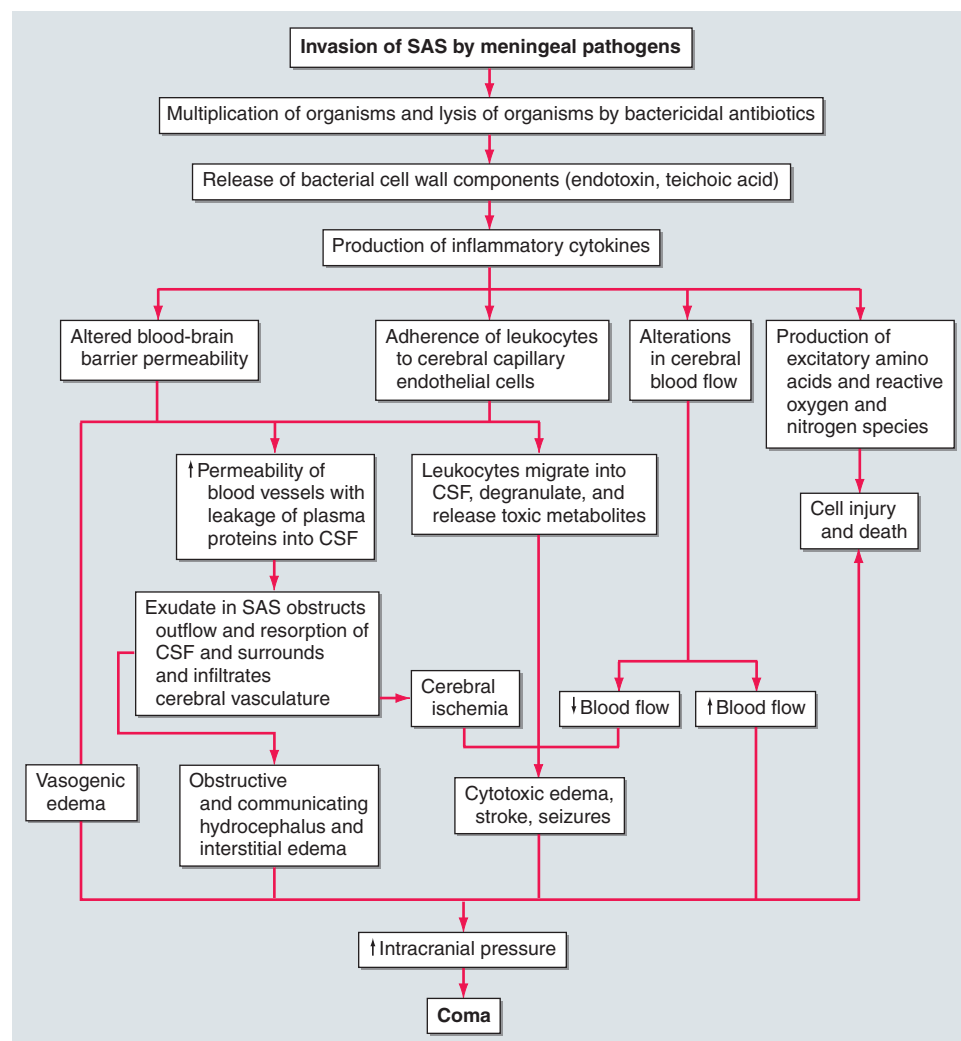 Invasion of SAS by meningeal pathogens
Multiplication of organisms and lysis of organisms by bactericidal antibiotics
Release of bacterial cell wall components (endotoxin, teichoic acid)
Production of inflammatory cytokines
Altered blood-brain
barrier permeability
Adherence of leukocytes
to cerebral capillary
endothelial cells
Alterations
in cerebral
blood flow
Production of
excitatory amino
acids and reactive
oxygen and
nitrogen species
↑Permeability of
blood vessels with
leakage of plasma
proteins into CSF
Leukocytes migrate into
CSF, degranulate, and
release toxic metabolites
Cell injury
and death
Exudate in SAS obstructs
outflow and resorption of
CSF and surrounds
and infiltrates
cerebral vasculature
Cerebral
ischemia
↓Blood flow
↑Blood flow
Vasogenic
edema
Obstructive
and communicating
hydrocephalus and
interstitial edema
Cytotoxic edema,
stroke, seizures
↑Intracranial pressure
Coma